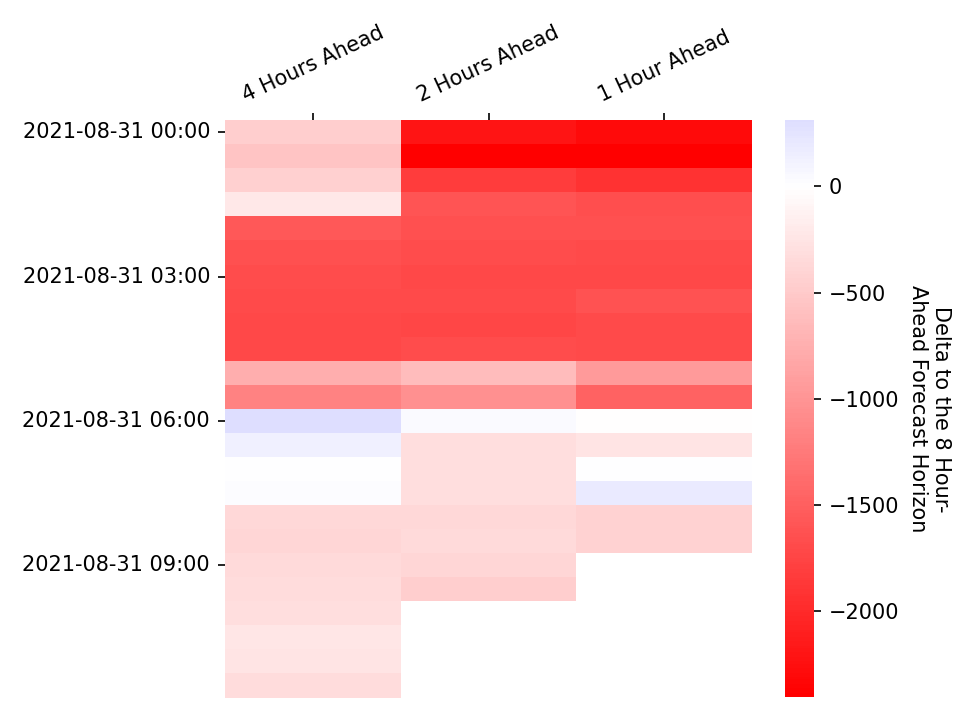 4 Hours Ahead
2 Hours Ahead
1 Hour Ahead
2021-08-31 00:00
2021-08-31 03:00
2021-08-31 06:00
2021-08-31 09:00
0
−500
−1000
−1500
−2000
Delta to the 8 Hour-
Ahead Forecast Horizon